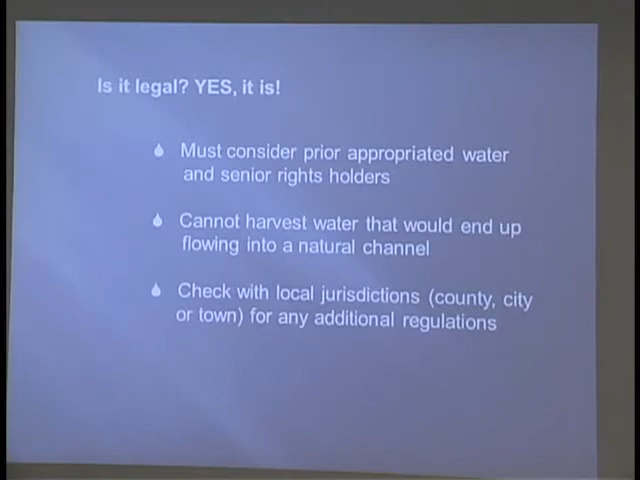 Is it legal? YES, it is!
Must consider prior appropriated water
and senior rights holders
Cannot harvest water that would end up
flowing into a natural channel
Check with local jurisdictions (county, city
or town) for any additional regulations